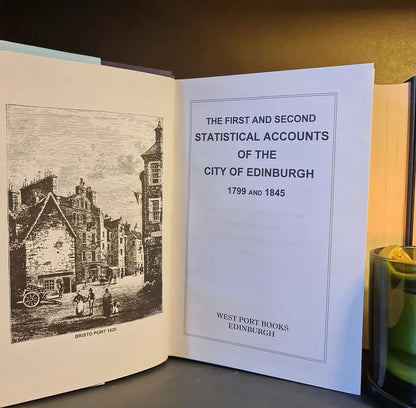 BRISTO PORT 1820
THE FIRST AND SECOND
STATISTICAL ACCOUNTS
OF THE
CITY OF EDINBURGH
1799 AND 1845
WEST PORT BOOKS
EDINBURGH